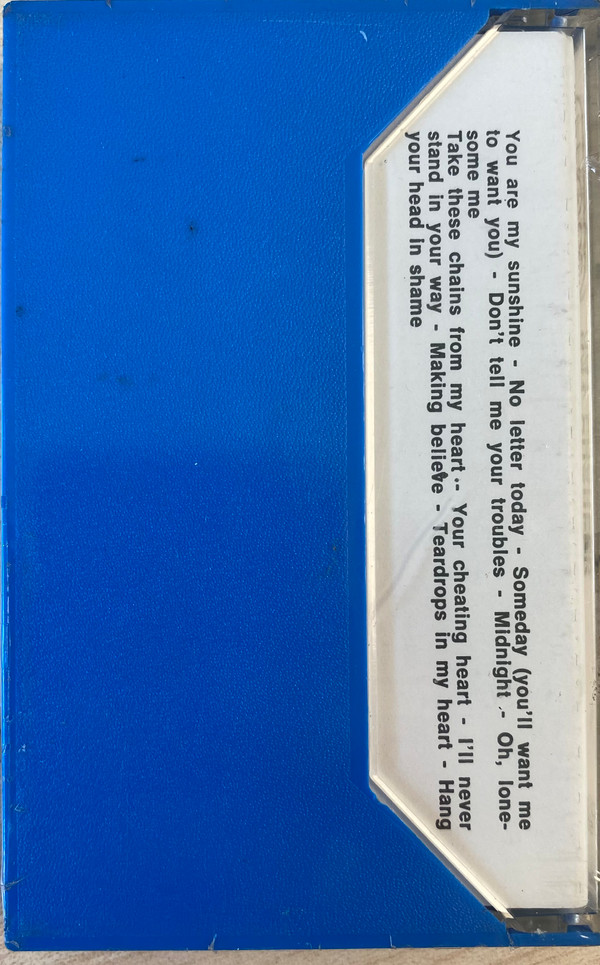 You are my sunshine - No letter today - Someday (you'll want me
to want you) - Don't tell me your troubles - Midnight - Oh, lone-
some me
Take these chains from my heart - Your cheating heart - I'll never
stand in your way - Making believe - Teardrops in my heart - Hang
your head in shame